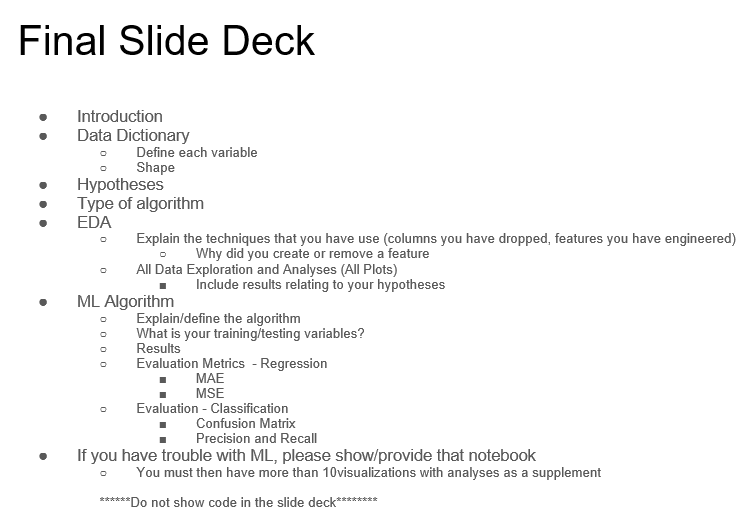 Final Slide Deck
● Introduction
● Data Dictionary
○ Define each variable
○ Shape
● Hypotheses
● Type of algorithm
● EDA
○ Explain the techniques that you have use (columns you have dropped, features you have engineered)
○ Why did you create or remove a feature
○ All Data Exploration and Analyses (All Plots)
■ Include results relating to your hypotheses
● ML Algorithm
○ Explain/define the algorithm
○ What is your training/testing variables?
○ Results
○ Evaluation Metrics - Regression
■ MAE
■ MSE
○ Evaluation - Classification
■ Confusion Matrix
■ Precision and Recall
● If you have trouble with ML, please show/provide that notebook
○ You must then have more than 10visualizations with analyses as a supplement
******Do not show code in the slide deck********